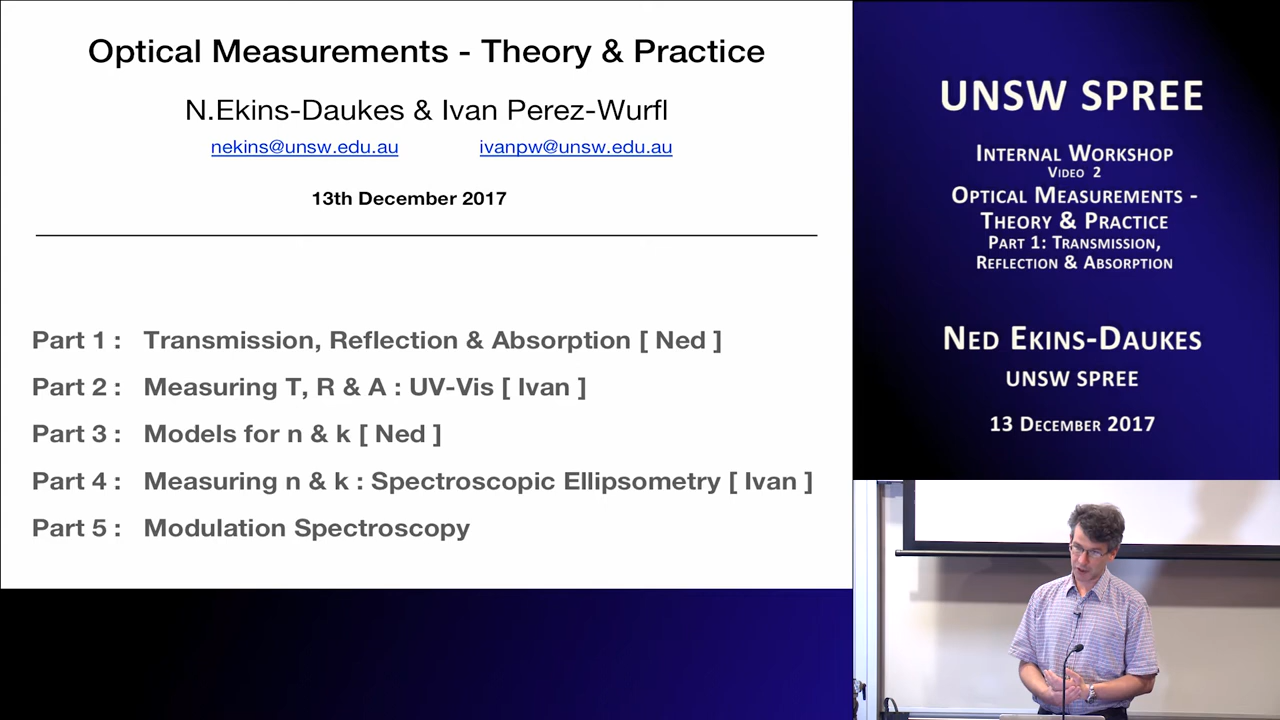 Optical Measurements - Theory & Practice
N.Ekins-Daukes & Ivan Perez-Wurfl
nekins@unsw.edu.au ivanpw@unsw.edu.au
13th December 2017
Part 1 : Transmission, Reflection & Absorption [ Ned ]
Part 2 : Measuring T, R & A : UV-Vis [ Ivan ]
Part 3 : Models for n & k [ Ned ]
Part 4 : Measuring n & k : Spectroscopic Ellipsometry [ Ivan ]
Part 5 : Modulation Spectroscopy
UNSW SPREE
INTERNAL WORKSHOP
VIDEO 2
OPTICAL MEASUREMENTS -
THEORY & PRACTICE
PART 1: TRANSMISSION,
REFLECTION & ABSORPTION
NED EKINS-DAUKES
UNSW SPREE
13 DECEMBER 2017